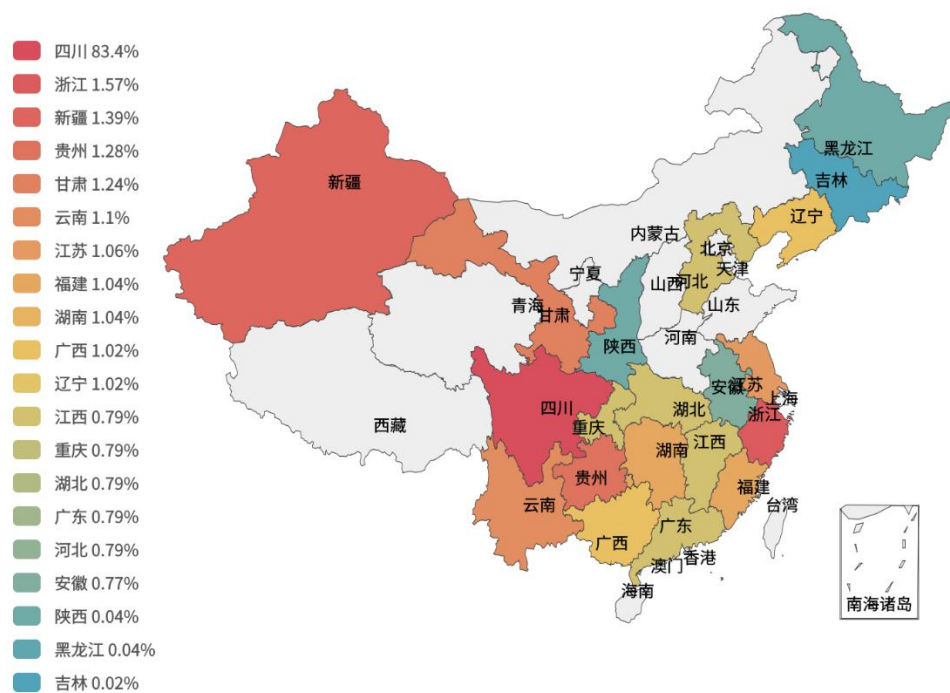 四川 83.4%
浙江 1.57%
新疆 1.39%
贵州 1.28%
甘肃 1.24%
云南 1.1%
江苏 1.06%
福建 1.04%
湖南 1.04%
广西 1.02%
辽宁 1.02%
江西 0.79%
重庆 0.79%
湖北 0.79%
广东 0.79%
河北 0.79%
安徽 0.77%
陕西 0.04%
黑龙江 0.04%
吉林 0.02%
黑龙江
吉林
新疆
辽宁
内蒙古
北京
天津
宁夏
山西
河北
山东
青海
甘肃
河南
陕西
安徽
江苏
上海
四川
湖北
浙江
西藏
重庆
江西
湖南
贵州
福建
云南
台湾
广东
广西
香港
澳门
海南
南海诸岛